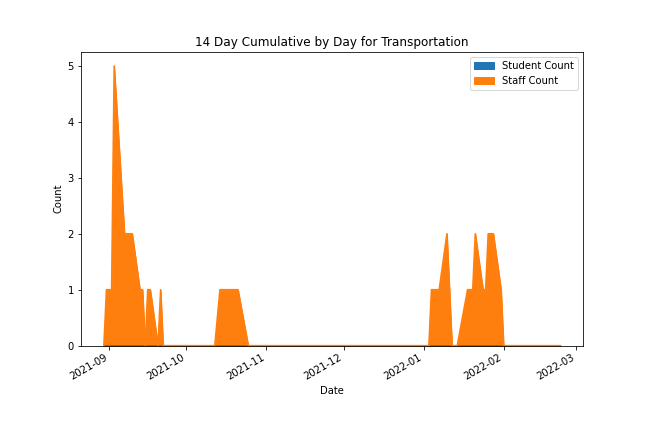 14 Day Cumulative by Day for Transportation
Student Count
Staff Count
5
4
3
2
1
0
Count
2021-09
2021-10
2021-11
2021-12
2022-01
2022-02
2022-03
Date